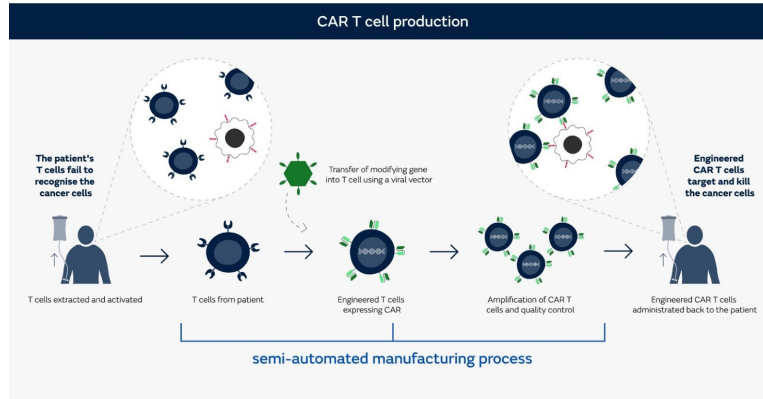 CAR T cell production
The patient's
T cells fail to
recognise the
cancer cells
Transfer of modifying gene
into T cell using a viral vector
Engineered
CAR T cells
target and kill
the cancer cells
T cells extracted and activated
T cells from patient
Engineered T cells
expressing CAR
Amplification of CAR T
cells and quality control
Engineered CAR T cells
administrated back to the patient
semi-automated manufacturing process